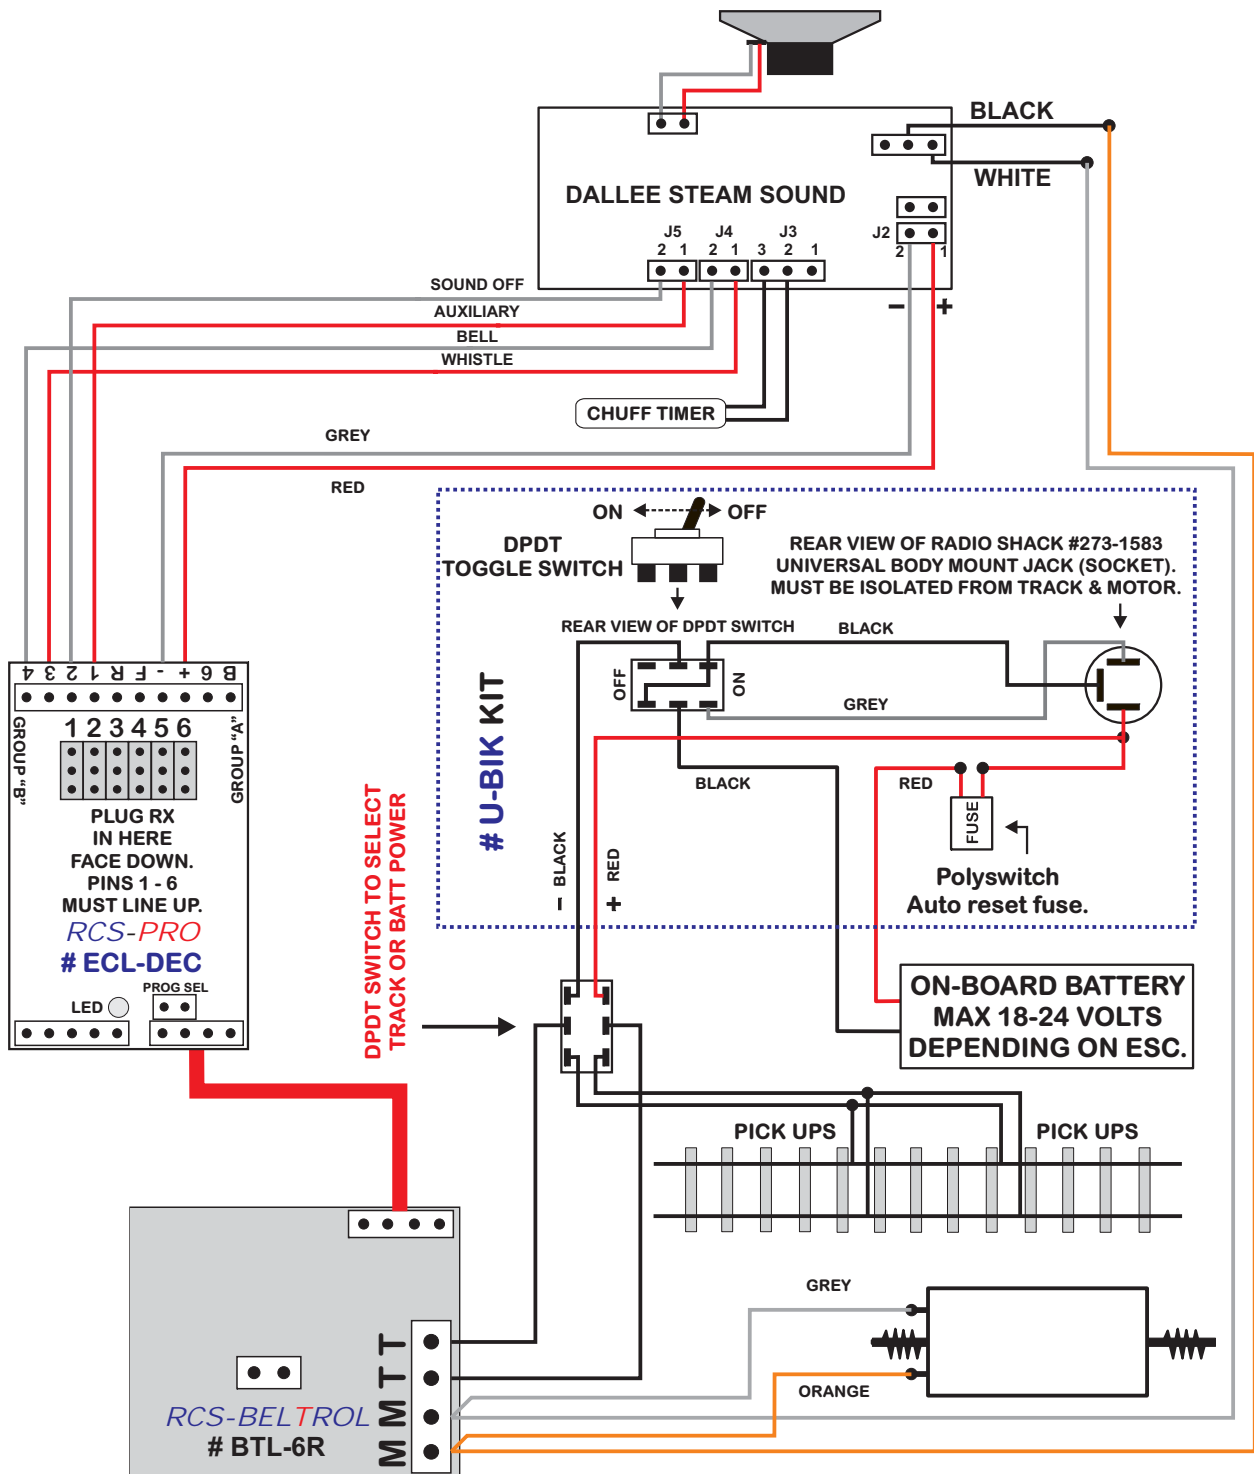 BLACK
WHITE
DALLEE STEAM SOUND
J5
J4
J3
J2
2 1
2 1
3 2 1
2 1
– +
SOUND OFF
AUXILIARY
BELL
WHISTLE
CHUFF TIMER
GREY
RED
ON
OFF
DPDT
TOGGLE SWITCH
REAR VIEW OF RADIO SHACK #273-1583
UNIVERSAL BODY MOUNT JACK (SOCKET).
MUST BE ISOLATED FROM TRACK & MOTOR.
REAR VIEW OF DPDT SWITCH
BLACK
OFF
ON
GREY
BLACK
RED
FUSE
Polyswitch
Auto reset fuse.
# U-BIK KIT
– BLACK
+ RED
4 3 2 1 R F - + 6 B
1 2 3 4 5 6
GROUP "B"
GROUP "A"
PLUG RX
IN HERE
FACE DOWN.
PINS 1 - 6
MUST LINE UP.
RCS-PRO
# ECL-DEC
PROG SEL
LED
DPDT SWITCH TO SELECT
TRACK OR BATT POWER
ON-BOARD BATTERY
MAX 18-24 VOLTS
DEPENDING ON ESC.
PICK UPS
PICK UPS
GREY
ORANGE
M M T T
RCS-BELTROL
# BTL-6R